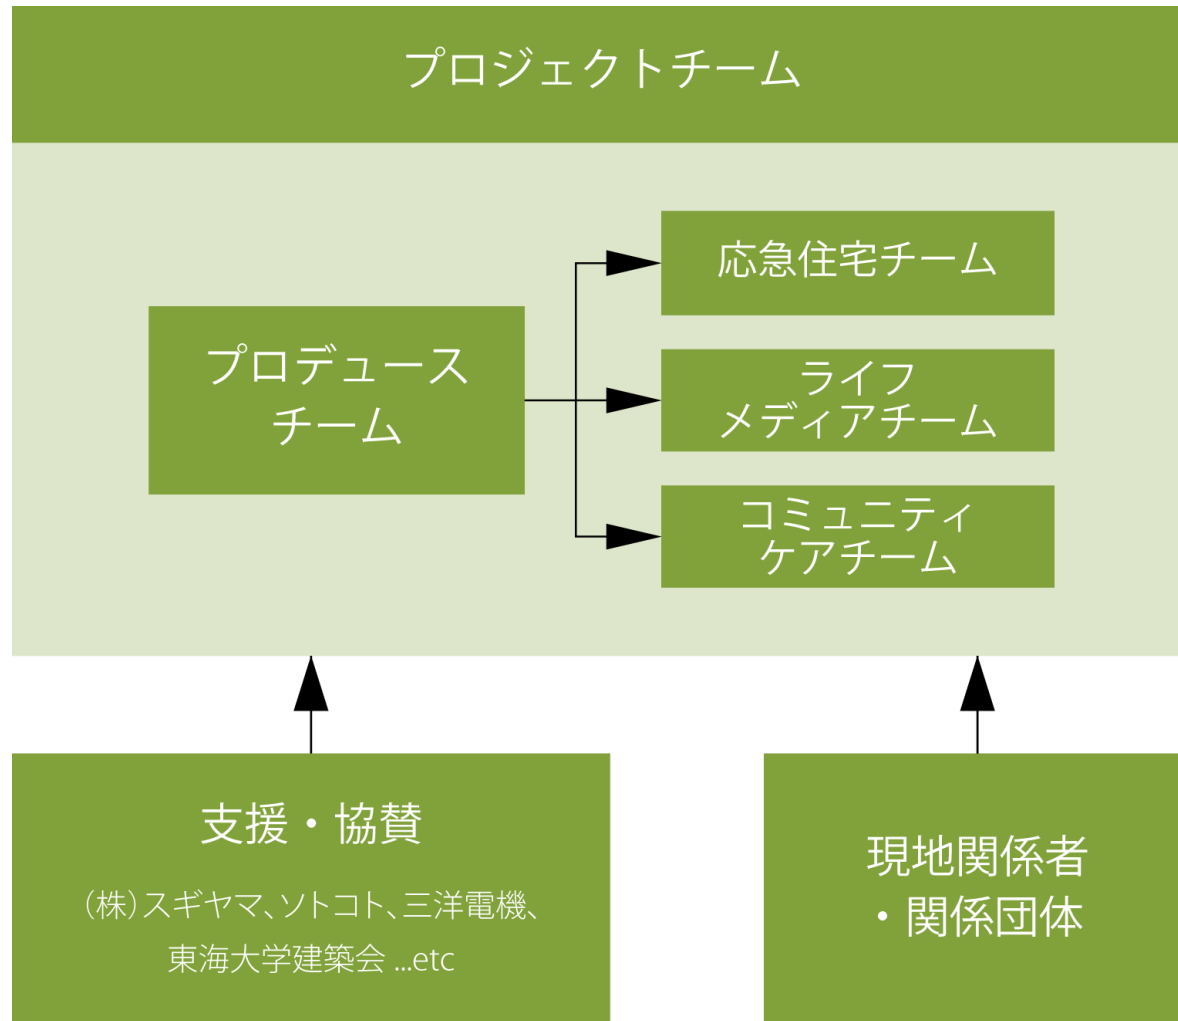 プロジェクトチーム
プロデュース
チーム
応急住宅チーム
ライフ
メディアチーム
コミュニティ
ケアチーム
支援・協賛
（株）スギヤマ、ソトコト、三洋電機、
東海大学建築会 ...etc
現地関係者
・関係団体